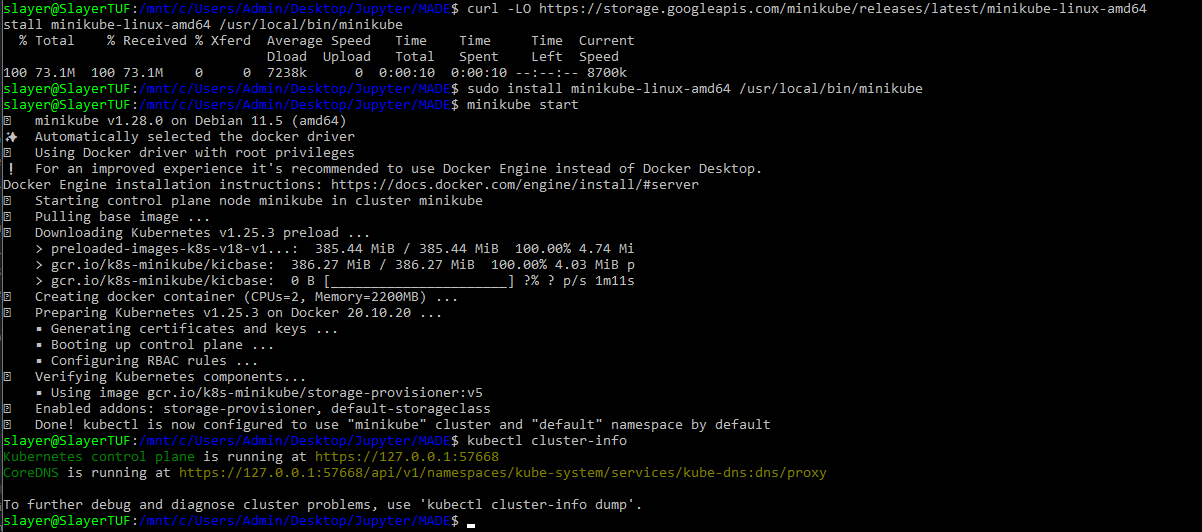 slayer@SlayerTUF:/mnt/c/Users/Admin/Desktop/Jupyter/MADE$ curl -LO https://storage.googleapis.com/minikube/releases/latest/minikube-linux-amd64
stall minikube-linux-amd64 /usr/local/bin/minikube
  % Total    % Received % Xferd  Average Speed   Time    Time     Time  Current
                                 Dload  Upload   Total   Spent    Left  Speed
100 73.1M  100 73.1M    0     0  7238k      0  0:00:10  0:00:10 --:--:-- 8700k
slayer@SlayerTUF:/mnt/c/Users/Admin/Desktop/Jupyter/MADE$ sudo install minikube-linux-amd64 /usr/local/bin/minikube
slayer@SlayerTUF:/mnt/c/Users/Admin/Desktop/Jupyter/MADE$ minikube start
minikube v1.28.0 on Debian 11.5 (amd64)
✨  Automatically selected the docker driver
Using Docker driver with root privileges
❗  For an improved experience it's recommended to use Docker Engine instead of Docker Desktop.
Docker Engine installation instructions: https://docs.docker.com/engine/install/#server
Starting control plane node minikube in cluster minikube
Pulling base image ...
Downloading Kubernetes v1.25.3 preload ...
> preloaded-images-k8s-v18-v1...:  385.44 MiB / 385.44 MiB  100.00% 4.74 Mi
> gcr.io/k8s-minikube/kicbase:  386.27 MiB / 386.27 MiB  100.00% 4.03 MiB p
> gcr.io/k8s-minikube/kicbase:  0 B [______________________] ?% ? p/s 1m11s
Creating docker container (CPUs=2, Memory=2200MB) ...
Preparing Kubernetes v1.25.3 on Docker 20.10.20 ...
▪ Generating certificates and keys ...
▪ Booting up control plane ...
▪ Configuring RBAC rules ...
Verifying Kubernetes components...
▪ Using image gcr.io/k8s-minikube/storage-provisioner:v5
Enabled addons: storage-provisioner, default-storageclass
Done! kubectl is now configured to use "minikube" cluster and "default" namespace by default
slayer@SlayerTUF:/mnt/c/Users/Admin/Desktop/Jupyter/MADE$ kubectl cluster-info
Kubernetes control plane is running at https://127.0.0.1:57668
CoreDNS is running at https://127.0.0.1:57668/api/v1/namespaces/kube-system/services/kube-dns:dns/proxy

To further debug and diagnose cluster problems, use 'kubectl cluster-info dump'.
slayer@SlayerTUF:/mnt/c/Users/Admin/Desktop/Jupyter/MADE$